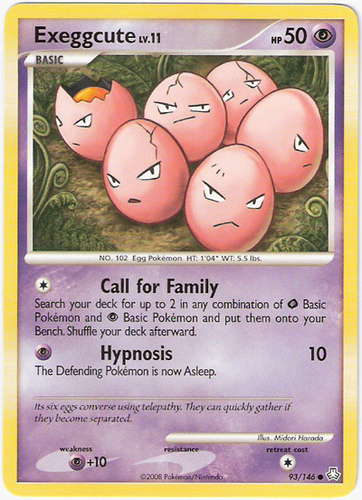 Exeggcute LV.11 HP 50
BASIC
NO. 102 Egg Pokémon HT: 1'04" WT: 5.5 lbs.
Call for Family
Search your deck for up to 2 in any combination of Basic
Pokémon and Basic Pokémon and put them onto your
Bench. Shuffle your deck afterward.
Hypnosis 10
The Defending Pokémon is now Asleep.
Its six eggs converse using telepathy. They can quickly gather if
they become separated.
Illus. Midori Harada
weakness resistance retreat cost
+10
©2008 Pokémon/Nintendo. 93/146